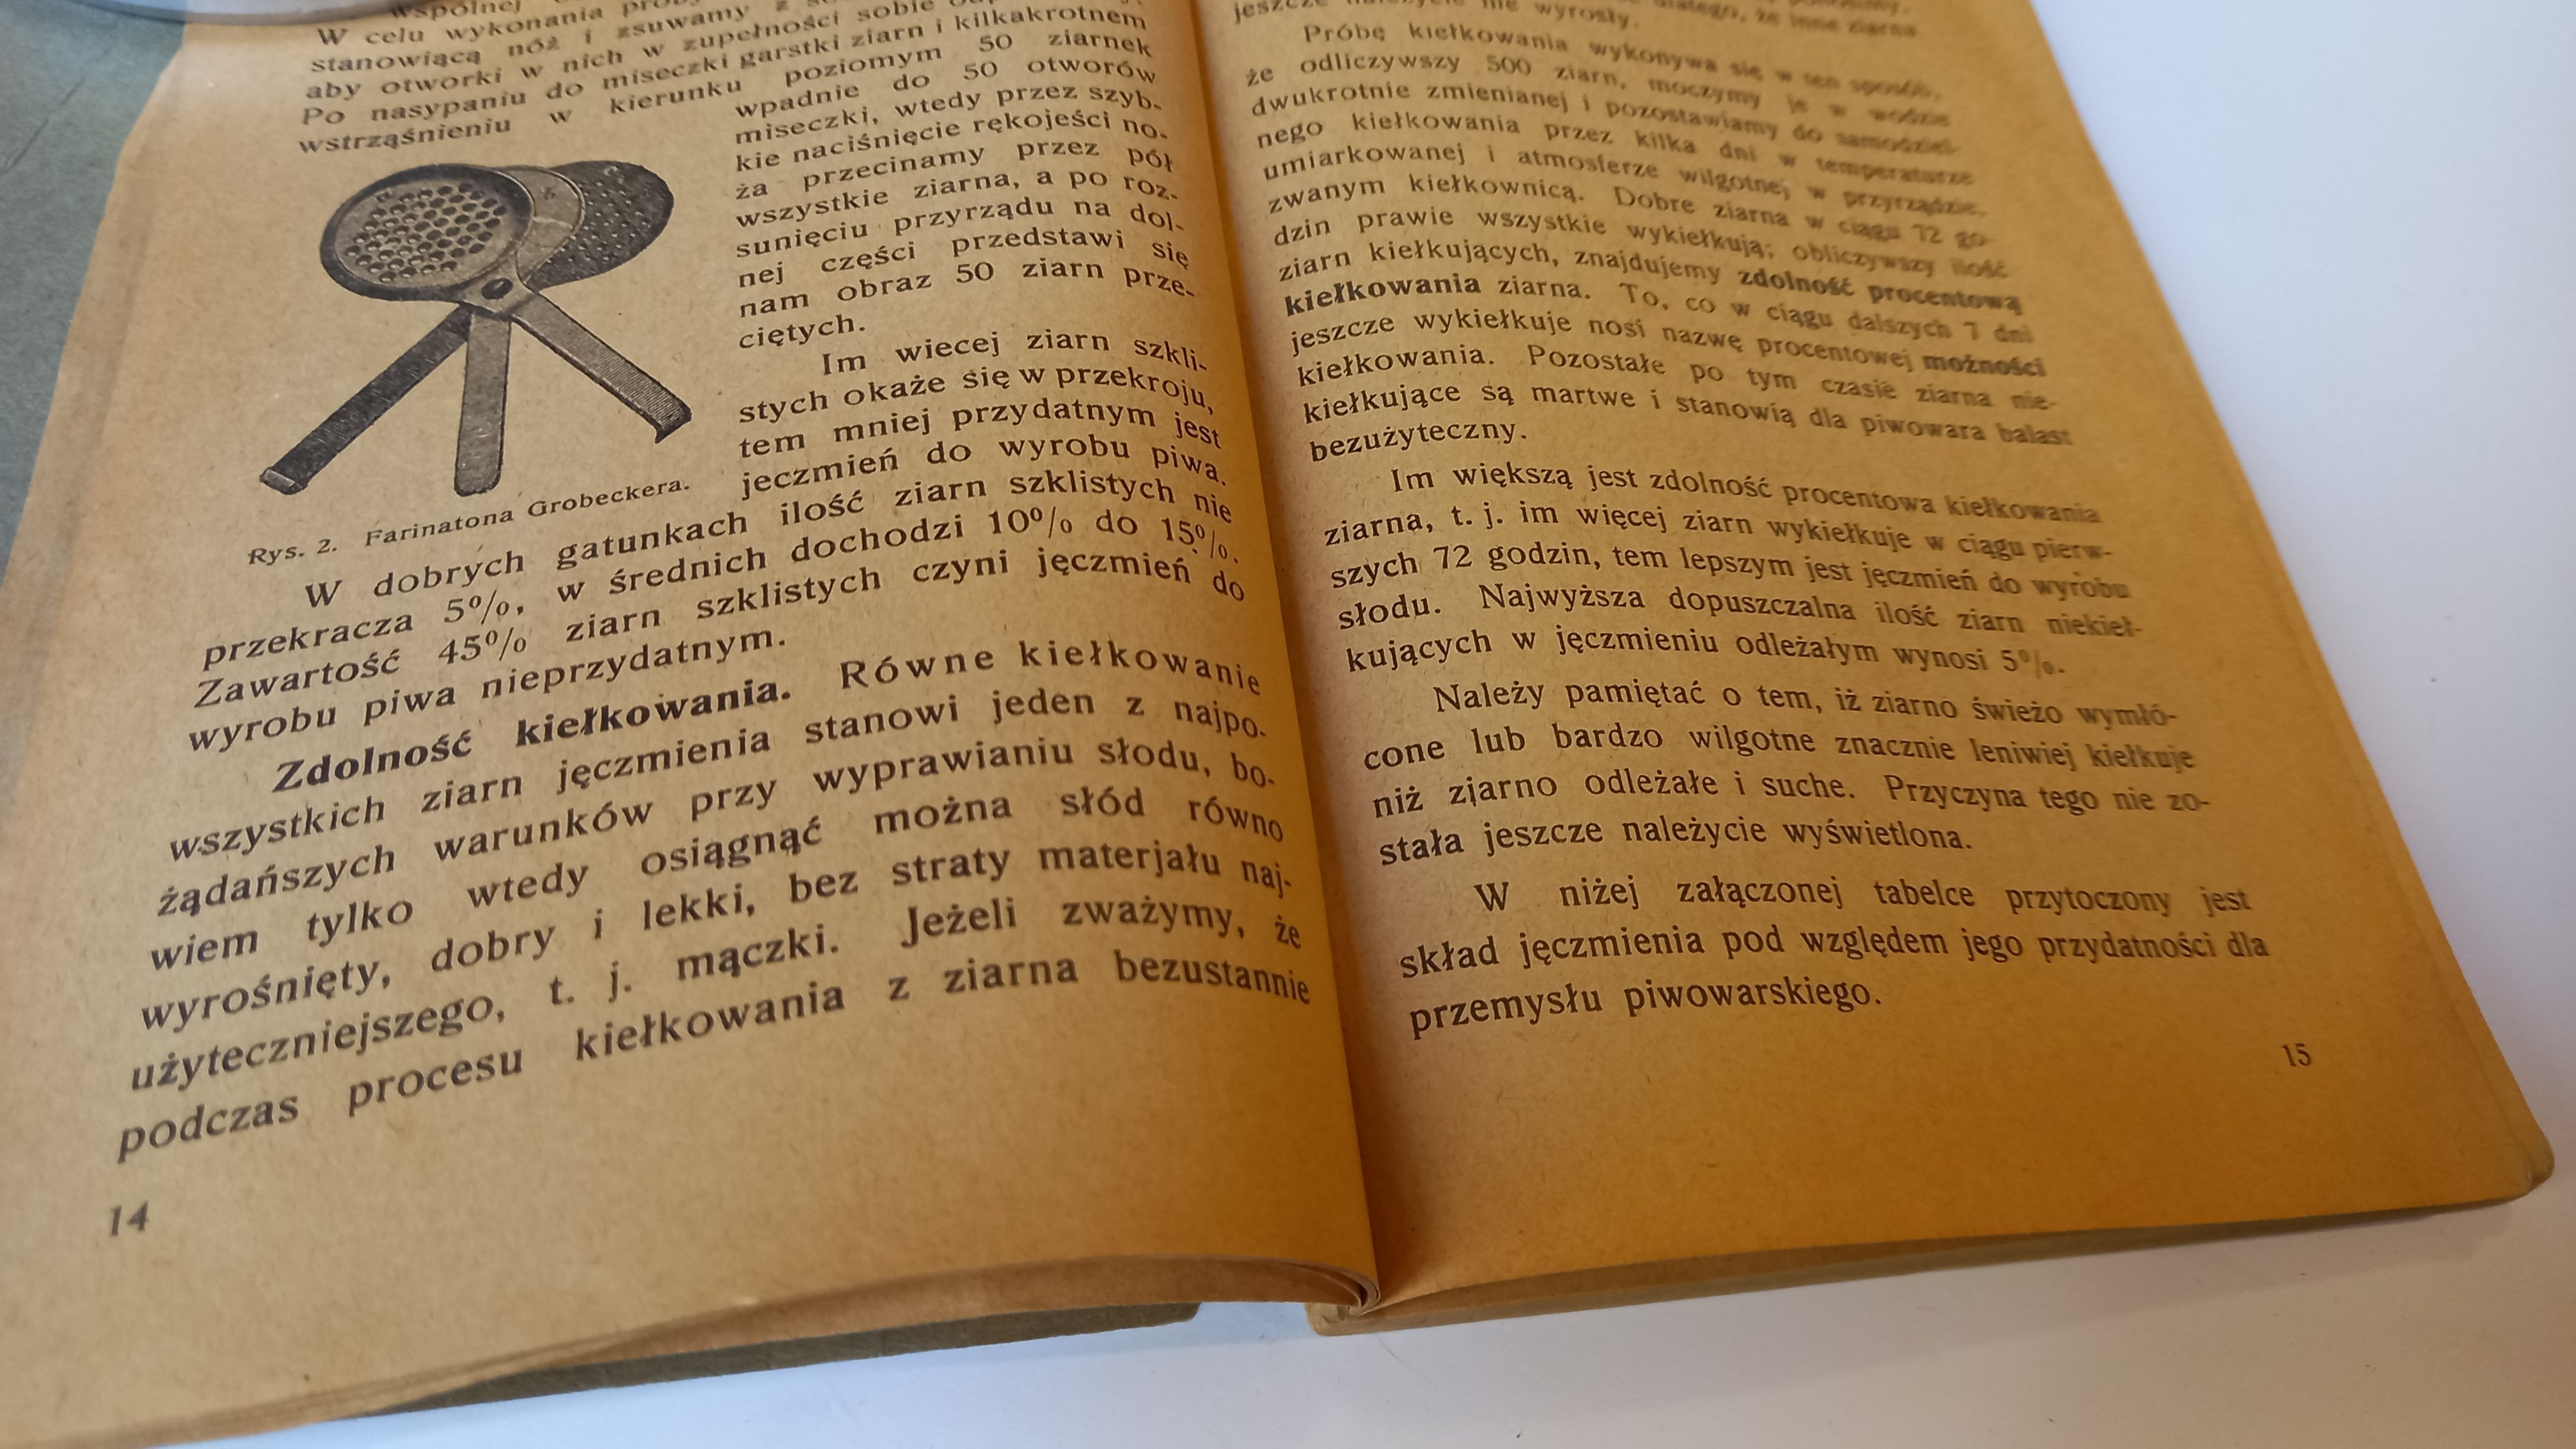 wspólnej
W celu wykonania
stanowiącą nóż i zsuwamy z
aby otworki w nich w zupełności sobie
Po nasypaniu do miseczki garstki ziarn i kilkakrotnem
wstrząśnieniu w kierunku poziomym 50 ziarnek
wpadnie do 50 otworów
miseczki, wtedy przez szyb-
kie naciśnięcie rękojeści no-
ża przecinamy przez pół
wszystkie ziarna, a po roz-
sunięciu przyrządu na dol-
nej części przedstawi się
nam obraz 50 ziarn prze-
ciętych.
Im wiecej ziarn szkli-
stych okaże się w przekroju,
tem mniej przydatnym jest
jeczmień do wyrobu piwa.
Rys. 2. Farinatona Grobeckera.
W dobrych gatunkach ilość ziarn szklistych nie
przekracza 5%, w średnich dochodzi 10% do 15%.
Zawartość 45% ziarn szklistych czyni jęczmień do
wyrobu piwa nieprzydatnym.
Zdolność kiełkowania. Równe kiełkowanie
wszystkich ziarn jęczmienia stanowi jeden z najpo-
żądańszych warunków przy wyprawianiu słodu, bo-
wiem tylko wtedy osiągnąć można słód równo
wyrośnięty, dobry i lekki, bez straty materjału naj-
użyteczniejszego, t. j. mączki. Jeżeli zważymy, że
podczas procesu kiełkowania z ziarna bezustannie
14
jeszcze należycie nie wyrosły.
Próbę kiełkowania wykonywa się w ten sposób,
że odliczywszy 500 ziarn, moczymy je w wodzie
dwukrotnie zmienianej i pozostawiamy do samodziel-
nego kiełkowania przez kilka dni w temperaturze
umiarkowanej i atmosferze wilgotnej w przyrządzie,
zwanym kiełkownicą. Dobre ziarna w ciągu 72 go-
dzin prawie wszystkie wykiełkują; obliczywszy ilość
ziarn kiełkujących, znajdujemy zdolność procentową
kiełkowania ziarna. To, co w ciągu dalszych 7 dni
jeszcze wykiełkuje nosi nazwę procentowej możności
kiełkowania. Pozostałe po tym czasie ziarna nie-
kiełkujące są martwe i stanowią dla piwowara balast
bezużyteczny.
Im większą jest zdolność procentowa kiełkowania
ziarna, t. j. im więcej ziarn wykiełkuje w ciągu pierw-
szych 72 godzin, tem lepszym jest jęczmień do wyrobu
słodu. Najwyższa dopuszczalna ilość ziarn niekieł-
kujących w jęczmieniu odleżałym wynosi 5%.
Należy pamiętać o tem, iż ziarno świeżo wymłó-
cone lub bardzo wilgotne znacznie leniwiej kiełkuje
niż ziarno odleżałe i suche. Przyczyna tego nie zo-
stała jeszcze należycie wyświetlona.
W niżej załączonej tabelce przytoczony jest
skład jęczmienia pod względem jego przydatności dla
przemysłu piwowarskiego.
15